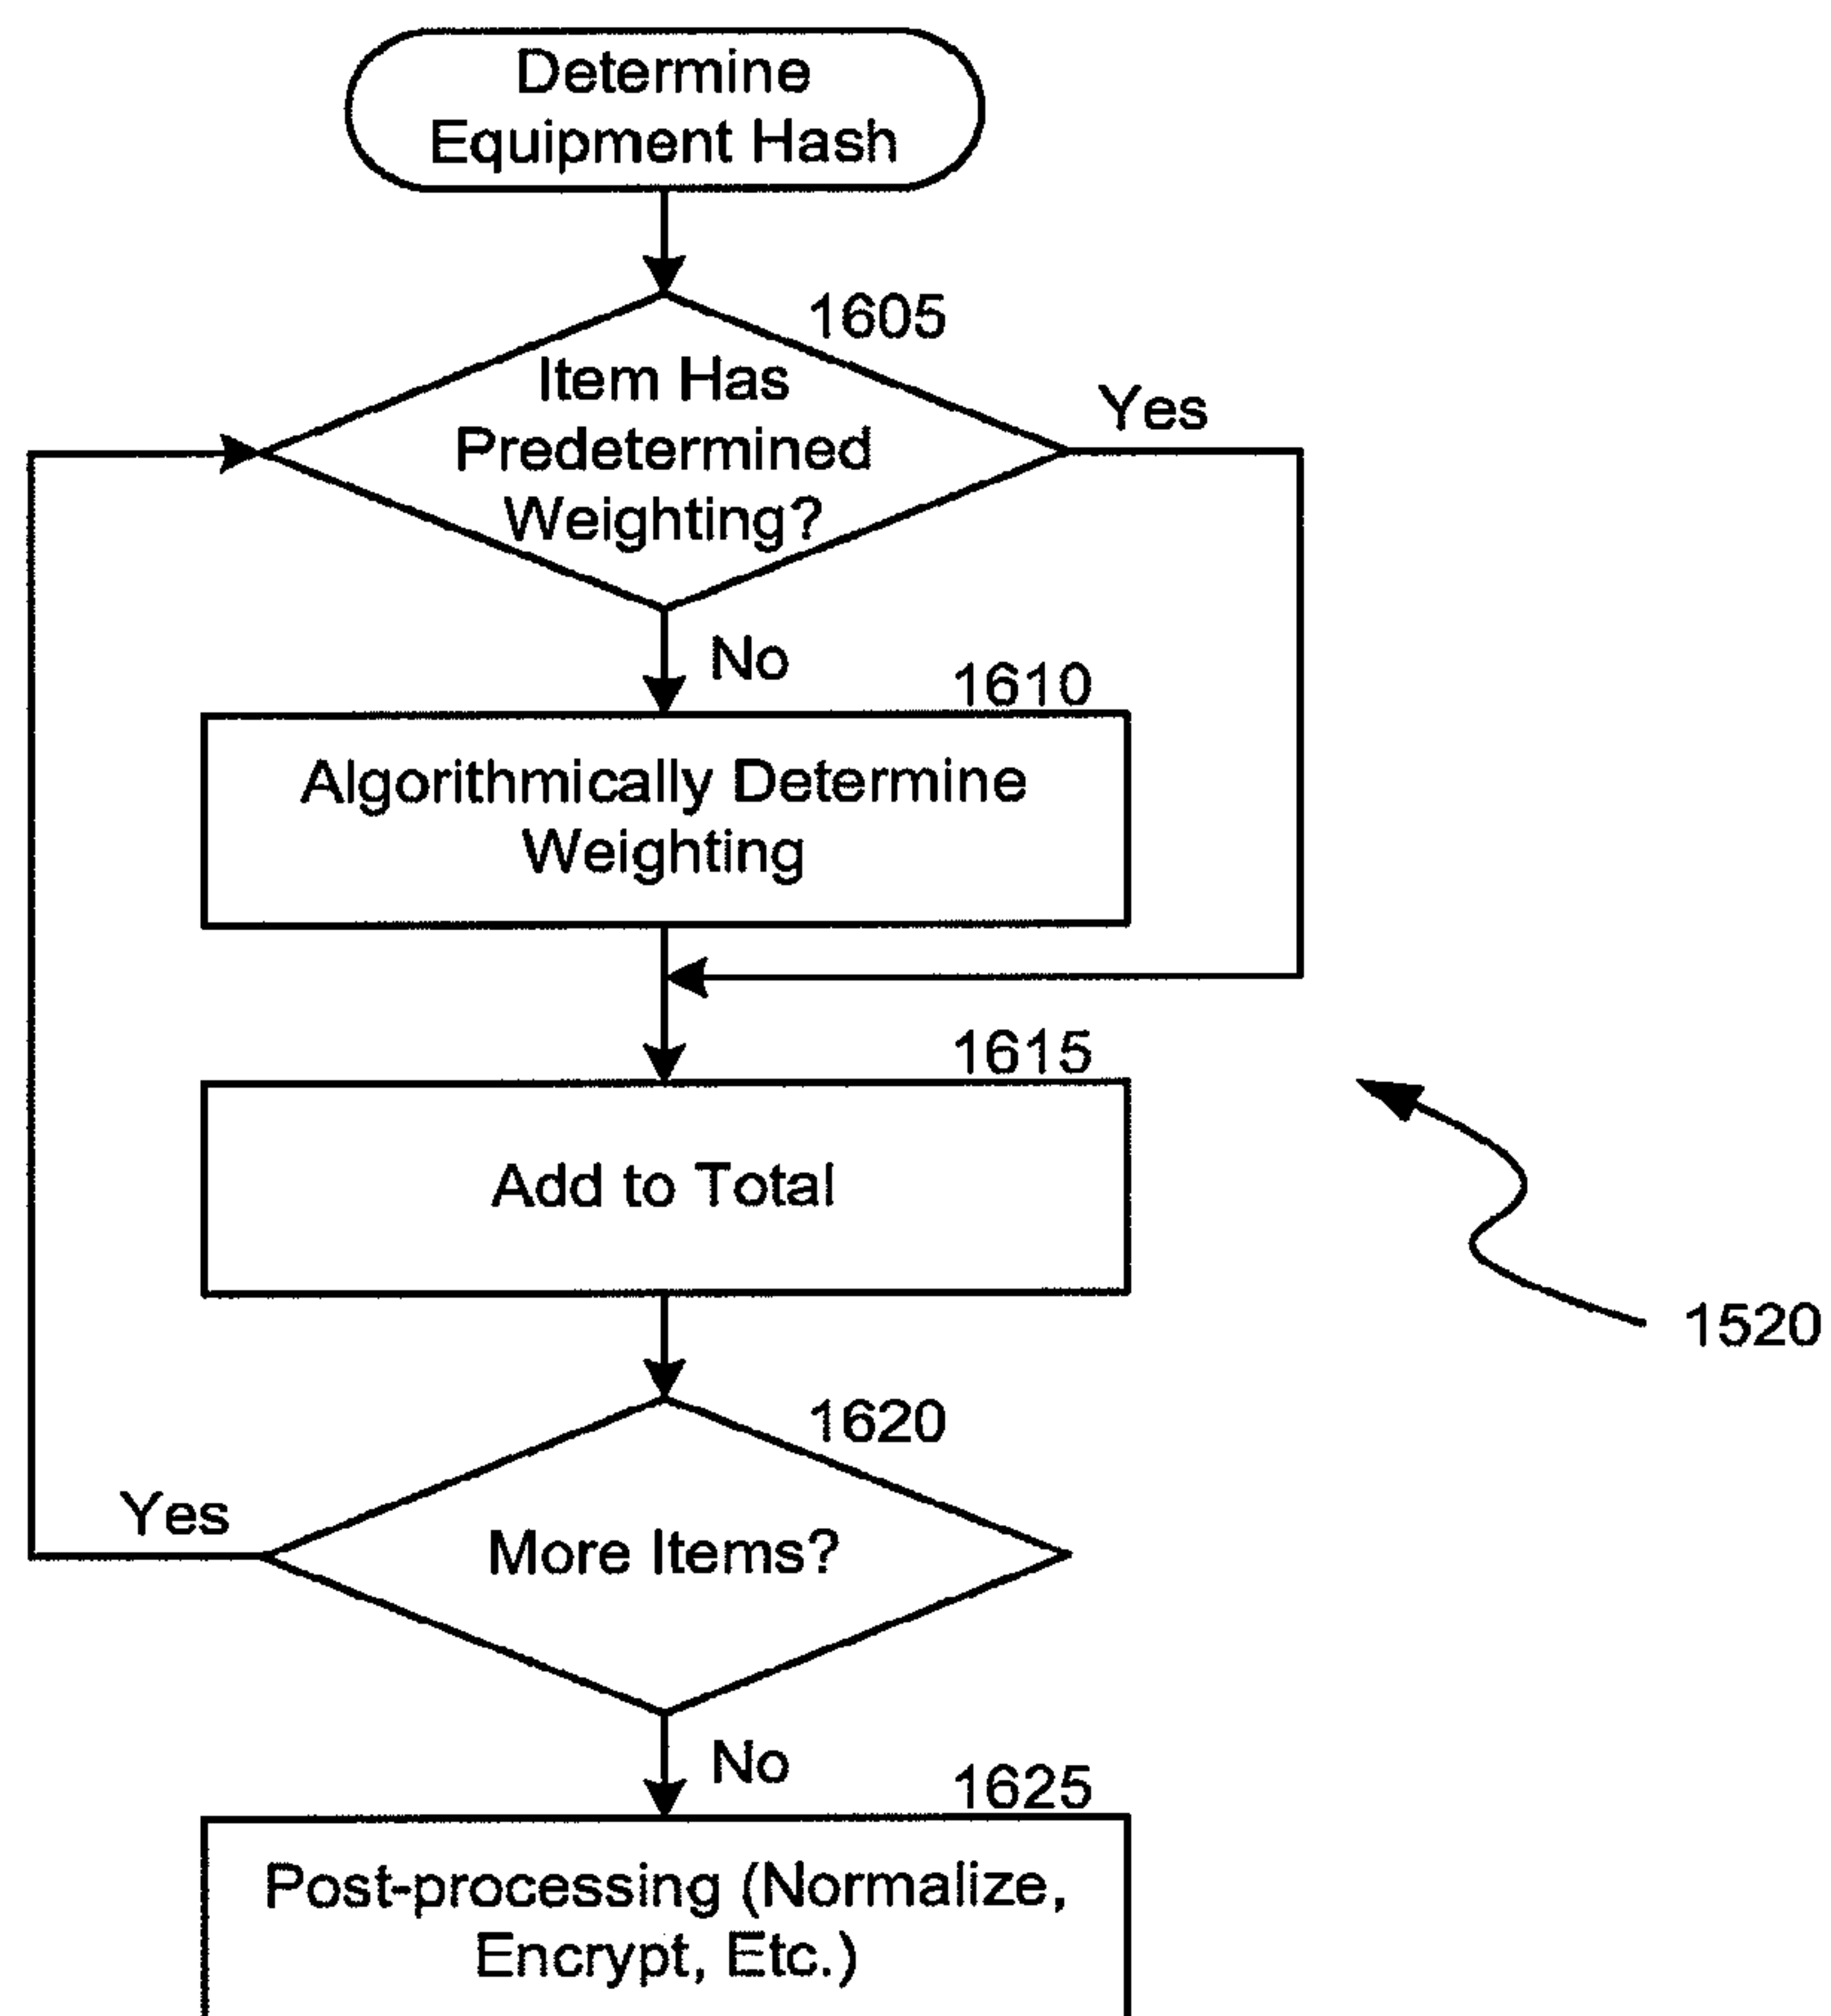 Determine
Equipment Hash
1605
Item Has
Predetermined
Weighting?
Yes
No
1610
Algorithmically Determine
Weighting
1615
Add to Total
1520
1620
More Items?
Yes
No
1625
Post-processing (Normalize,
Encrypt, Etc.)